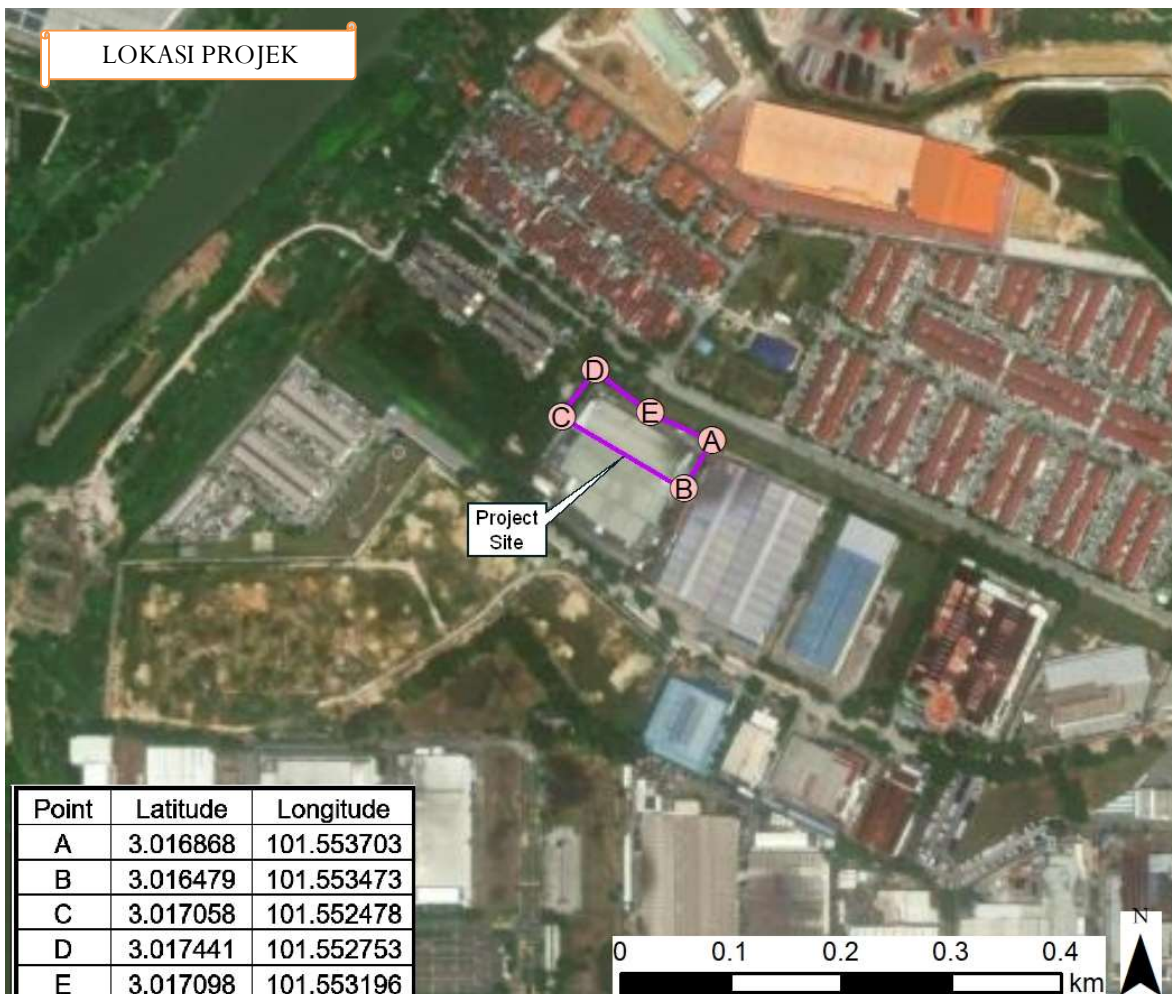 LOKASI PROJEK
D
E
C
A
B
Project
Site
Point Latitude Longitude
A 3.016868 101.553703
B 3.016479 101.553473
C 3.017058 101.552478
D 3.017441 101.552753
E 3.017098 101.553196
0 0.1 0.2 0.3 0.4
km
N